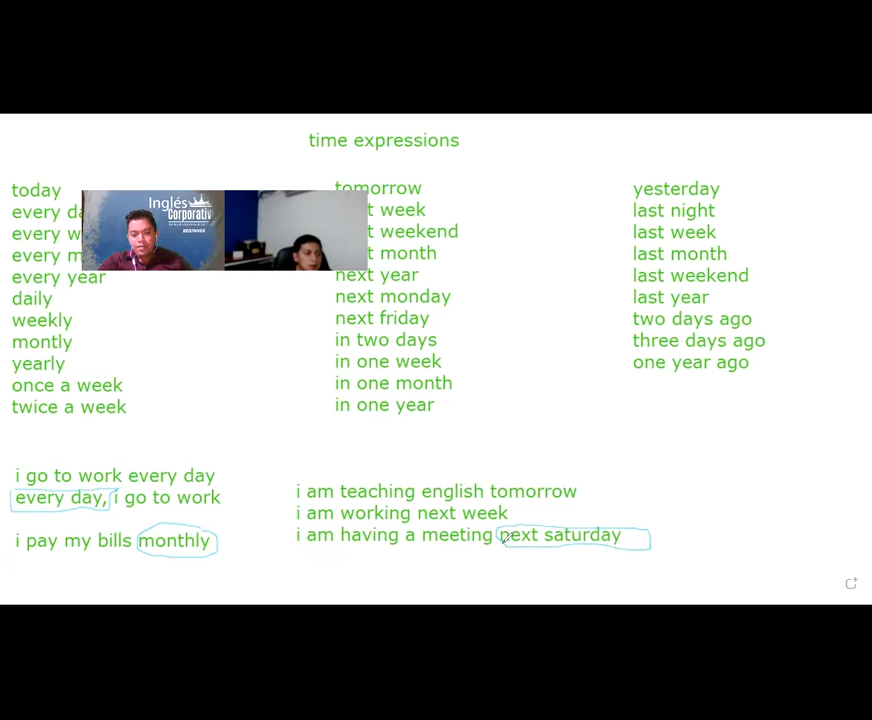 time expressions
today
every
every
every
every year
daily
weekly
montly
yearly
once a week
twice a week
Inglés
Corporativ
BEGINNER
tomorrow
week
weekend
month
next year
next monday
next friday
in two days
in one week
in one month
in one year
yesterday
last night
last week
last month
last weekend
last year
two days ago
three days ago
one year ago
i go to work every day
every day, i go to work
i pay my bills monthly
i am teaching english tomorrow
i am working next week
i am having a meeting next saturday